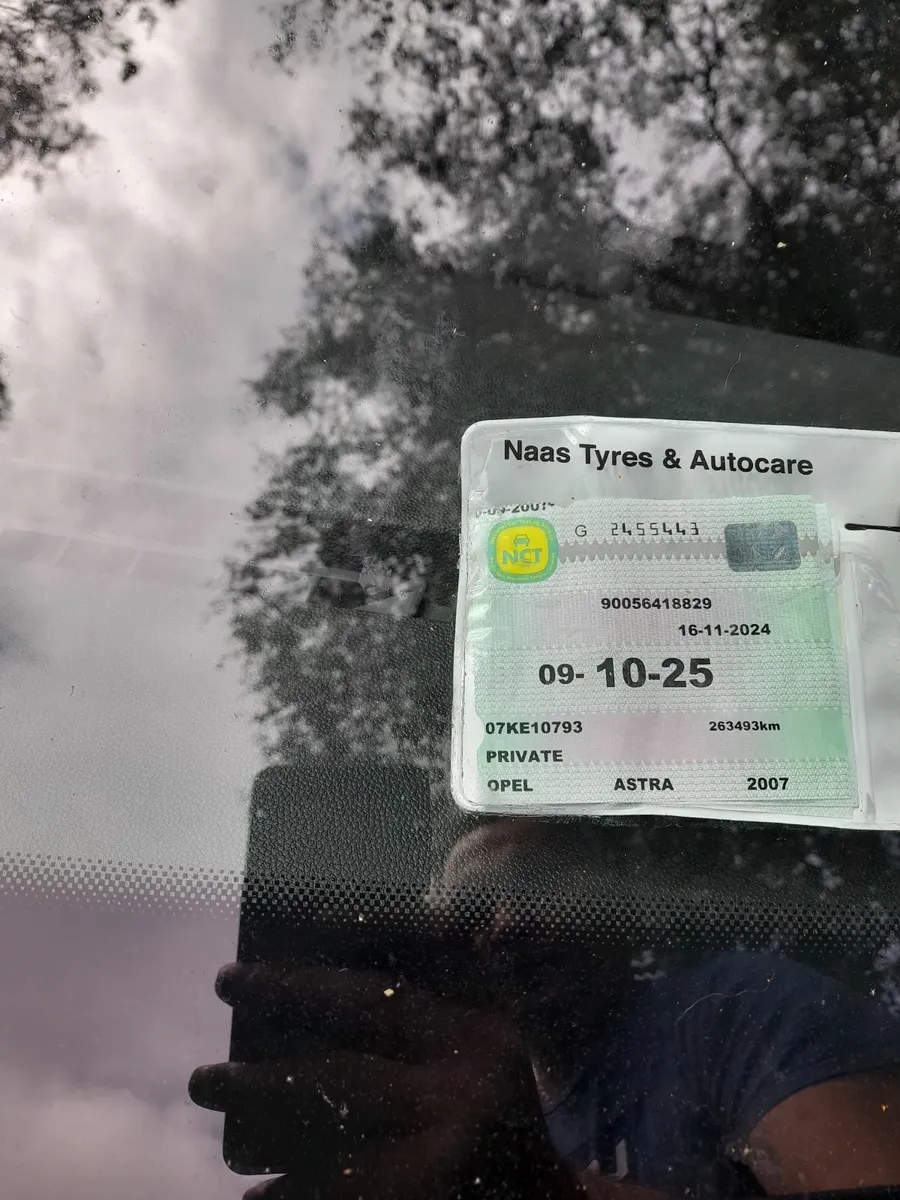 Naas Tyres & Autocare
G 2455443
NCT
90056418829
16-11-2024
09- 10-25
07KE10793 263493km
PRIVATE
OPEL ASTRA 2007